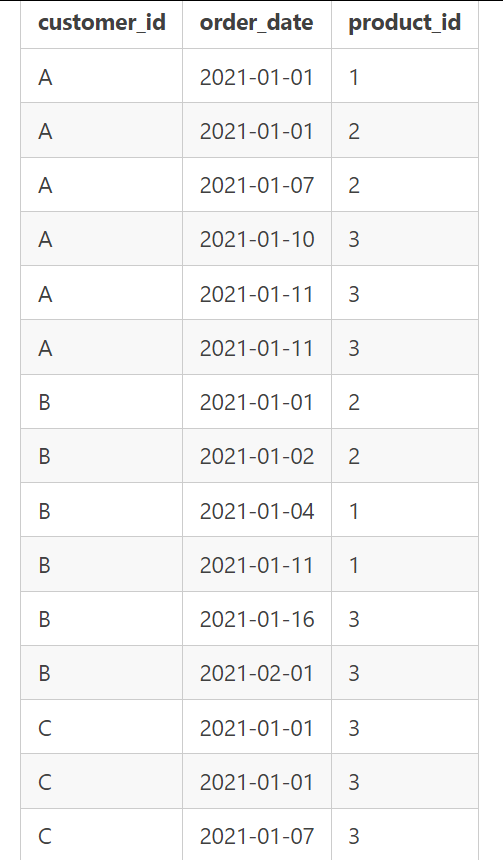 customer_id order_date product_id
A 2021-01-01 1
A 2021-01-01 2
A 2021-01-07 2
A 2021-01-10 3
A 2021-01-11 3
A 2021-01-11 3
B 2021-01-01 2
B 2021-01-02 2
B 2021-01-04 1
B 2021-01-11 1
B 2021-01-16 3
B 2021-02-01 3
C 2021-01-01 3
C 2021-01-01 3
C 2021-01-07 3